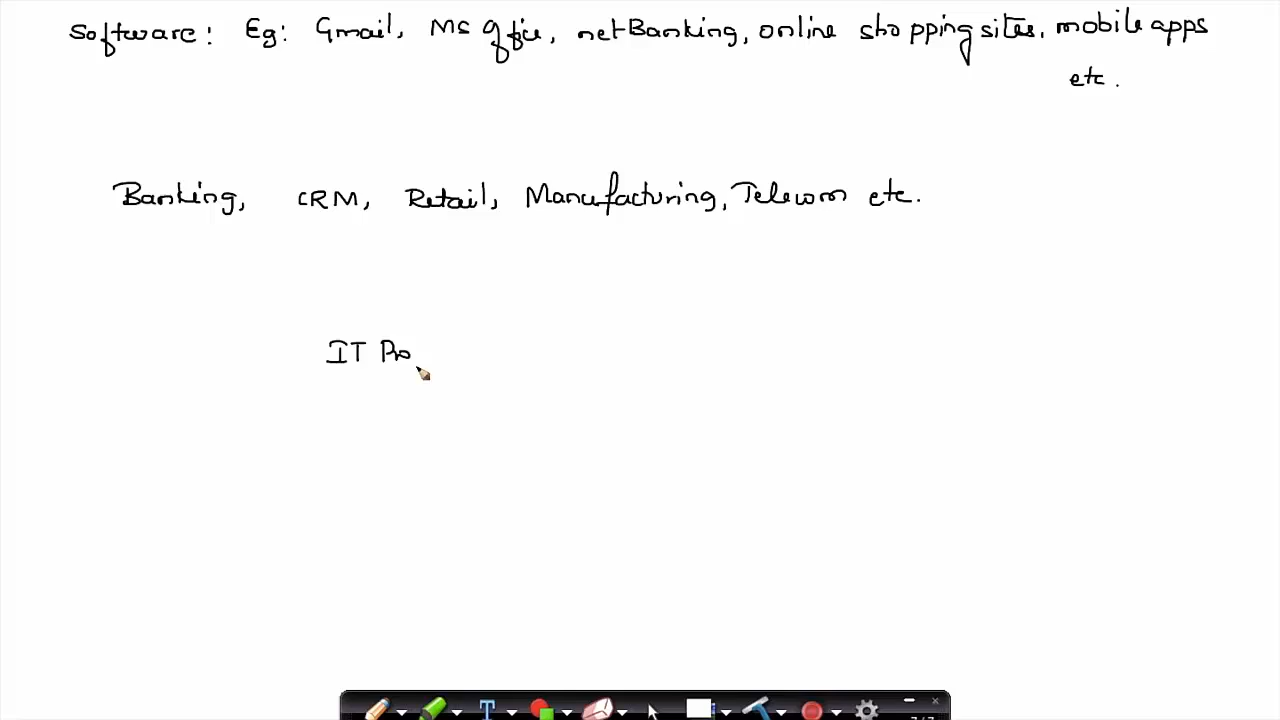 Software: Eg: Gmail, MS Office, netBanking, online shopping sites, mobile apps
etc.
Banking, CRM, Retail, Manufacturing, Telecom etc.
IT Pro